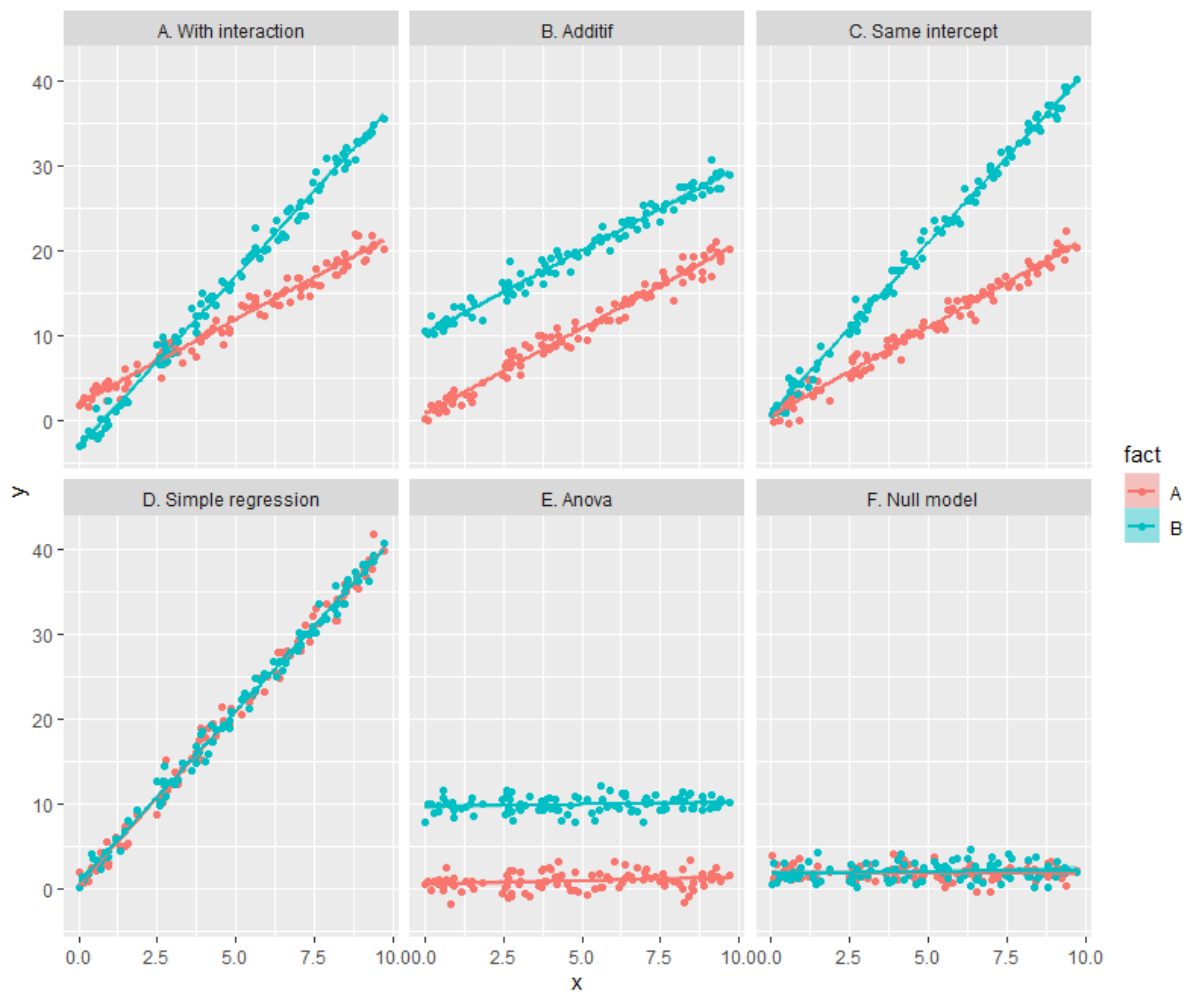 A. With interaction
B. Additif
C. Same intercept
40
30
20
10
0
y
D. Simple regression
E. Anova
F. Null model
40
30
20
10
0
0.0 2.5 5.0 7.5 10.0
0.0 2.5 5.0 7.5 10.0
0.0 2.5 5.0 7.5 10.0
x
fact
A
B